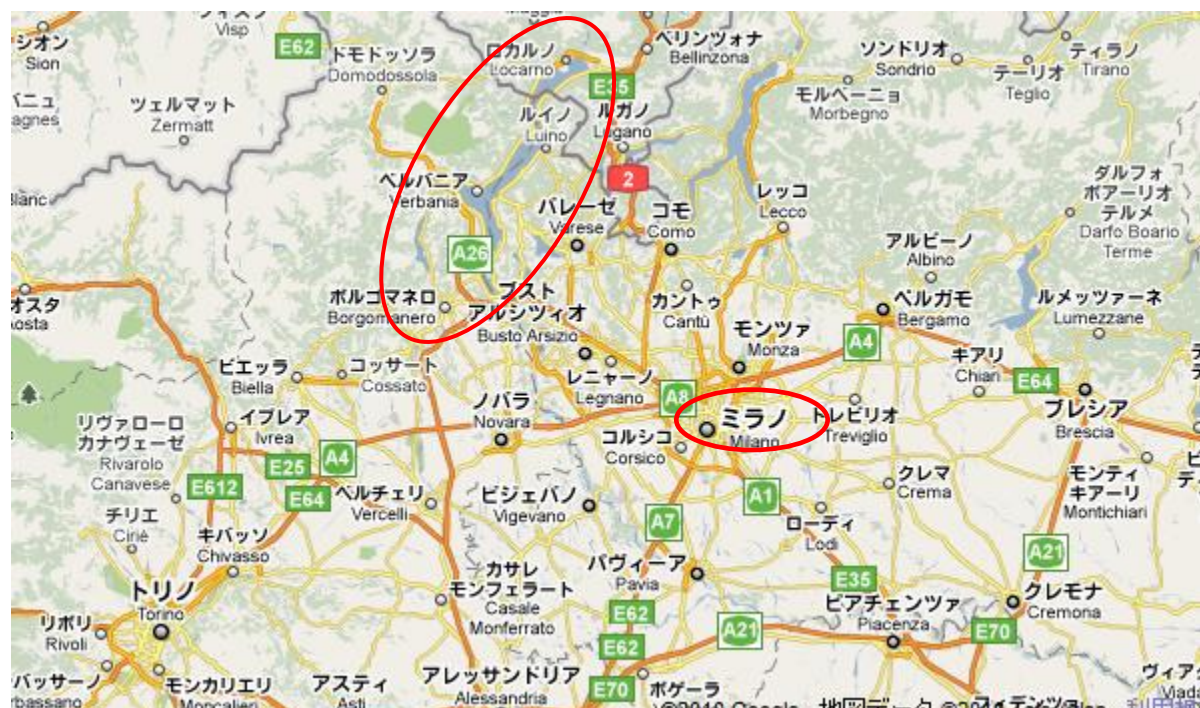 シオン
Sion
Visp
E62
ドモドッソラ
Domodossola
ロカルノ
Locarno
ベリンツォナ
Bellinzona
ソンドリオ
Sondrio
ティラノ
Tirano
テーリオ
Teglio
ツェルマット
Zermatt
E35
ルイノ
Luino
ルガノ
Lugano
モルベーニョ
Morbegno
2
ベルバニア
Verbania
バレーゼ
Varese
コモ
Como
レッコ
Lecco
ダルフォ
ボアーリオ
テルメ
Darfo Boario
Terme
アルビーノ
Albino
A26
ボルゴマネロ
Borgomanero
ブスト
アルシツィオ
Busto Arsizio
カントゥ
Cantù
モンツァ
Monza
ベルガモ
Bergamo
ルメッツァーネ
Lumezzane
A4
ビエッラ
Biella
コッサート
Cossato
レニャーノ
Legnano
A8
キアリ
Chiari
E64
ブレシア
Brescia
リヴァローロ
カナヴェーゼ
Rivarolo
Canavese
イブレア
Ivrea
ノバラ
Novara
ミラノ
Milano
トレビリオ
Treviglio
コルシコ
Corsico
A4
E25
E612
E64
ベルチェリ
Vercelli
ビジェバノ
Vigevano
A1
A7
クレマ
Crema
モンティ
キアーリ
Montichiari
チリエ
Ciriè
キバッソ
Chivasso
ローディ
Lodi
A21
トリノ
Torino
カサレ
モンフェラート
Casale
Monferrato
パヴィーア
Pavia
E35
クレモナ
Cremona
リボリ
Rivoli
E62
A21
ピアチェンツァ
Piacenza
E70
E62
モンカリエリ
Moncalieri
アスティ
Asti
アレッサンドリア
Alessandria
E70
ボゲーラ